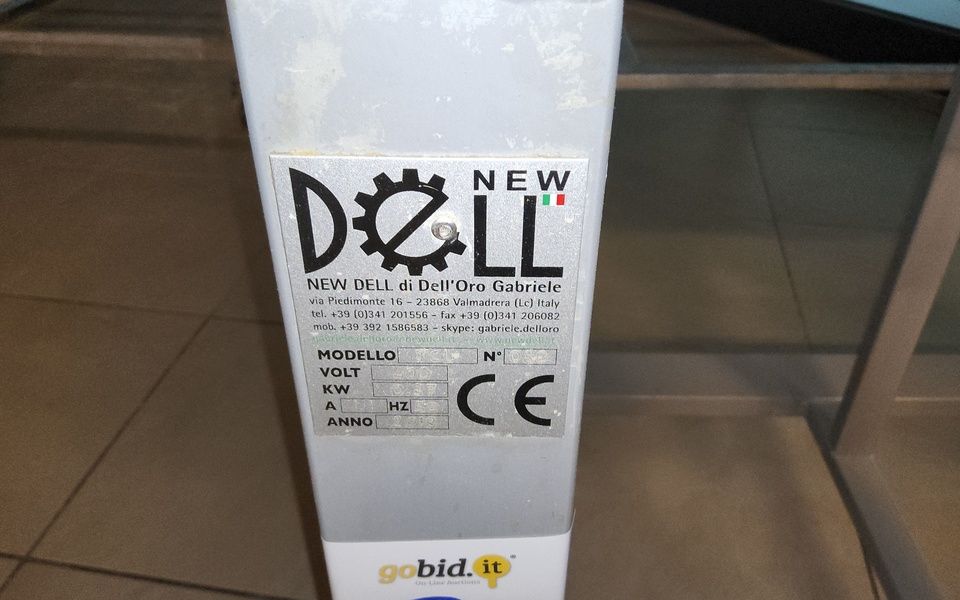 NEW
DELL
NEW DELL di Dell'Oro Gabriele
via Piedimonte 16 - 23868 Valmadrera (Lc) Italy
tel. +39 (0)341 201556 - fax +39 (0)341 206082
mob. +39 392 1586583 - skype: gabriele.delloro
MODELLO N°
VOLT
KW
A HZ
ANNO
CE
gobid.it
On Line Auctions